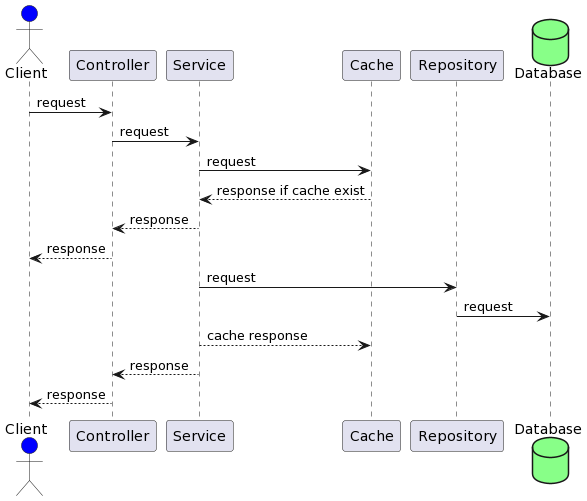 Client
Controller
Service
Cache
Repository
Database
request
request
request
response if cache exist
response
response
request
request
cache response
response
response
Client
Controller
Service
Cache
Repository
Database